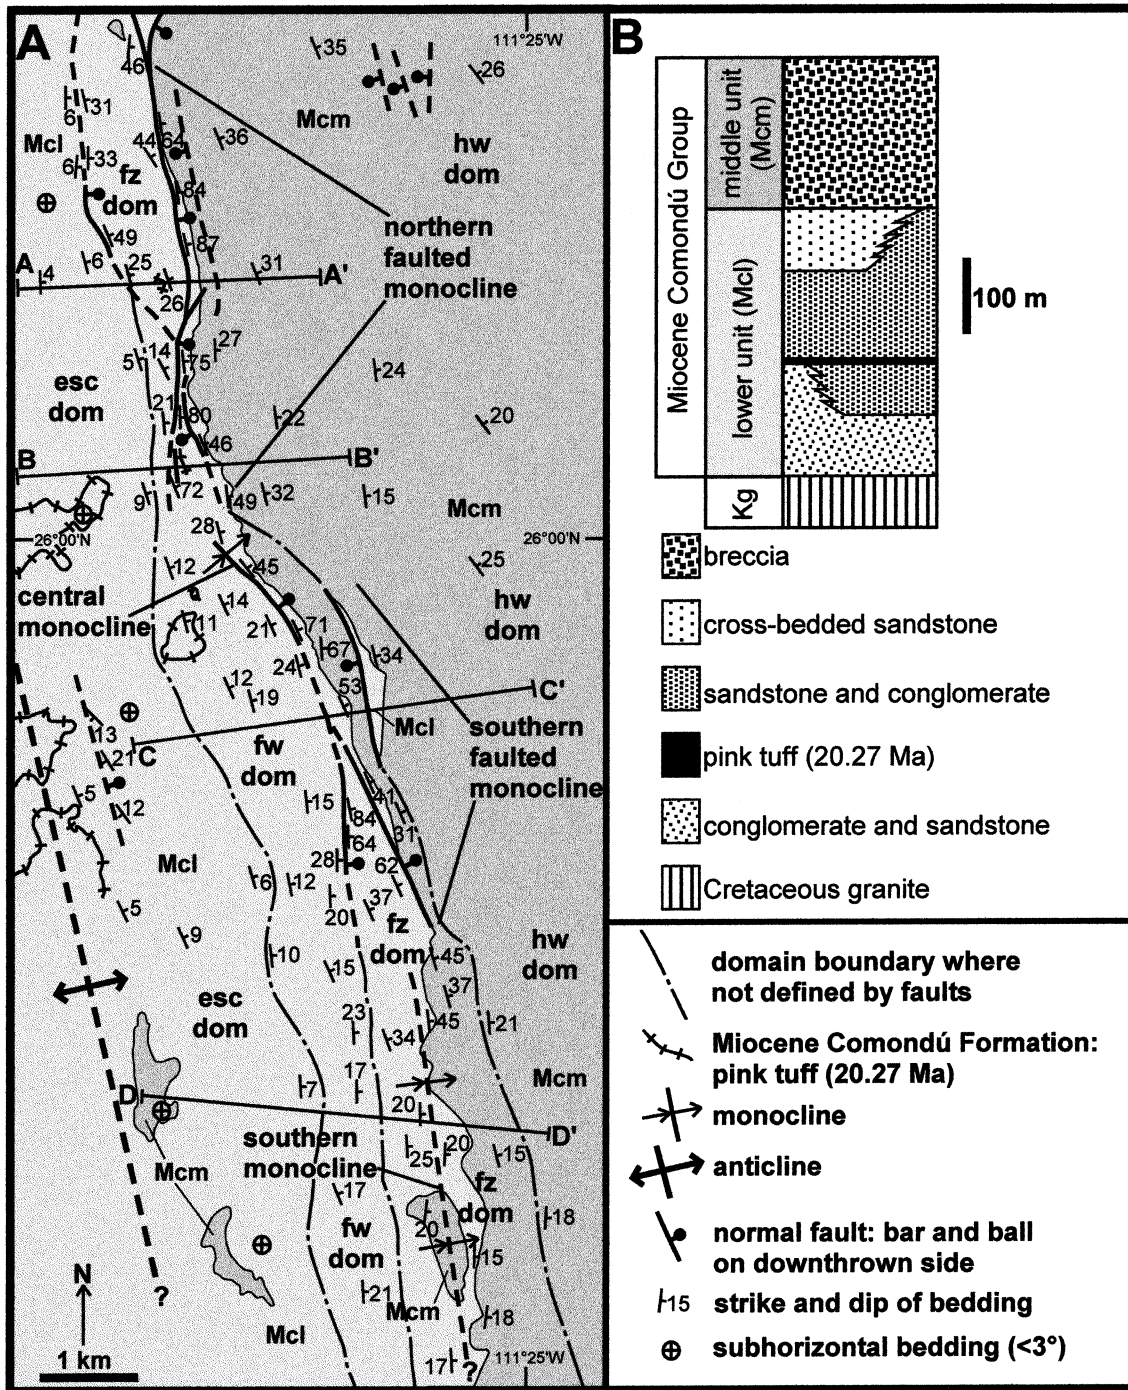 A
111°25'W
35
26
46
6
31
Mcm
Mcl
44
64
36
6
33
fz
dom
hw
dom
84
northern
faulted
monocline
49
87
A
4
6
25
26
31
A'
5
14
75
27
24
esc
dom
21
80
22
20
46
B
B'
9
72
49
32
15
Mcm
28
26°00'N
26°00'N
12
45
25
central
monocline
14
hw
dom
11
21
71
67
34
24
12
19
53
C'
Mcl
southern
faulted
monocline
13
21
C
fw
dom
5
12
15
41
84
31
64
Mcl
28
62
6
12
5
20
37
fz
dom
hw
dom
9
10
15
45
37
esc
dom
23
34
45
21
7
17
Mcm
D
20
D'
southern
monocline
25
20
15
Mcm
17
fz
dom
20
18
fw
dom
15
N
?
21
Mcm
18
Mcl
1 km
17
?
111°25'W
B
Miocene Comondú Group
middle unit
(Mcm)
lower unit (Mcl)
Kg
100 m
breccia
cross-bedded sandstone
sandstone and conglomerate
pink tuff (20.27 Ma)
conglomerate and sandstone
Cretaceous granite
domain boundary where
not defined by faults
Miocene Comondú Formation:
pink tuff (20.27 Ma)
monocline
anticline
normal fault: bar and ball
on downthrown side
15 strike and dip of bedding
subhorizontal bedding (<3°)